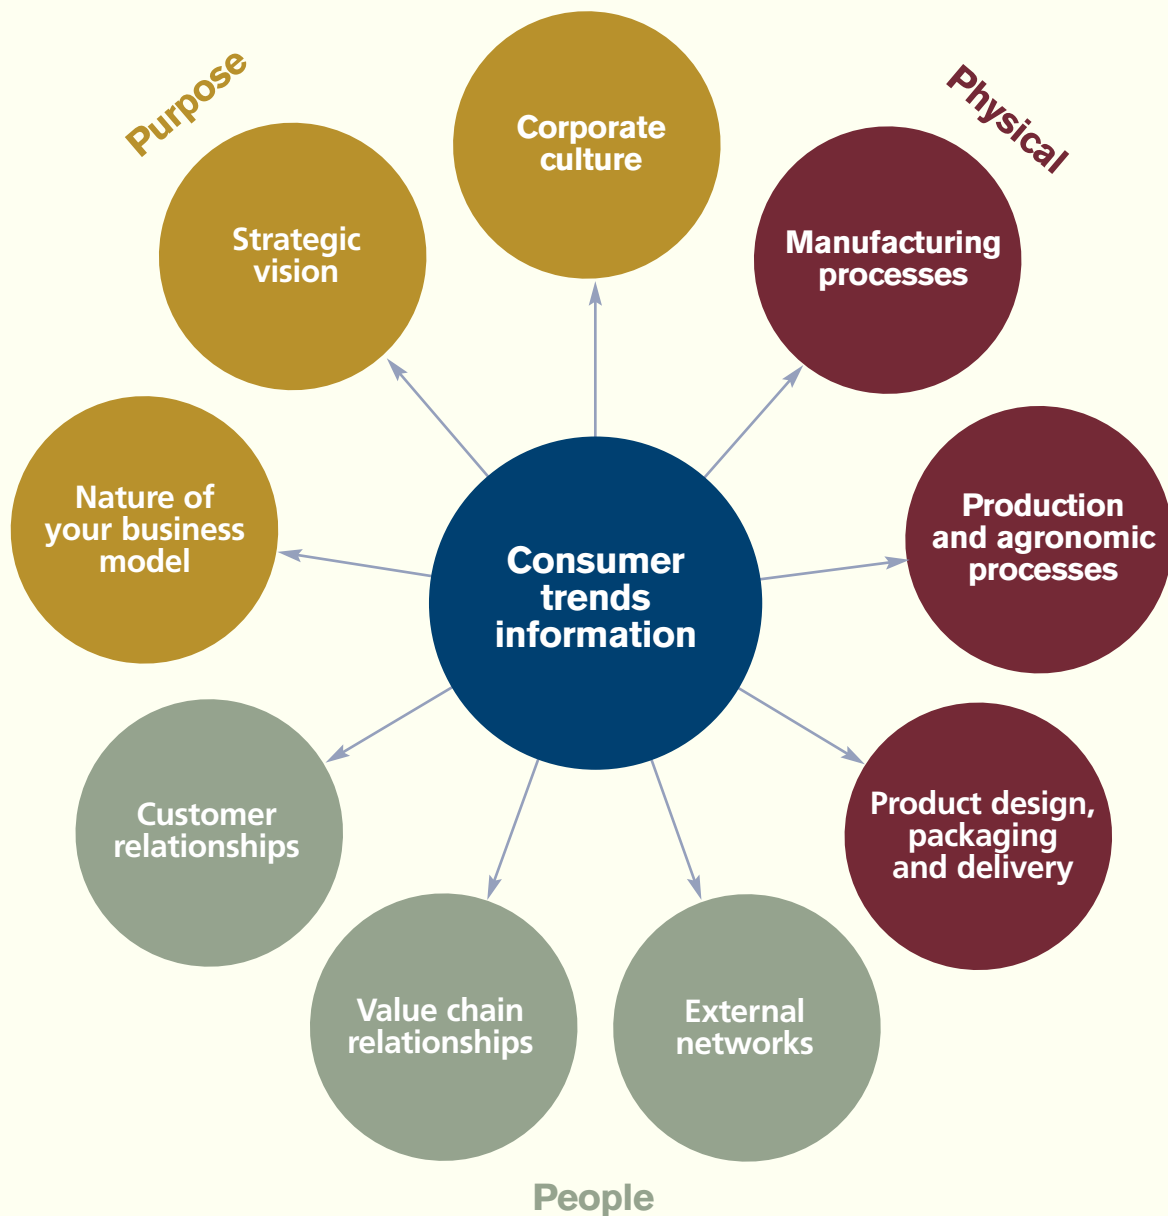 Purpose
Physical
Corporate
culture
Strategic
vision
Manufacturing
processes
Nature of
your business
model
Production
and agronomic
processes
Consumer
trends
information
Customer
relationships
Product design,
packaging
and delivery
Value chain
relationships
External
networks
People